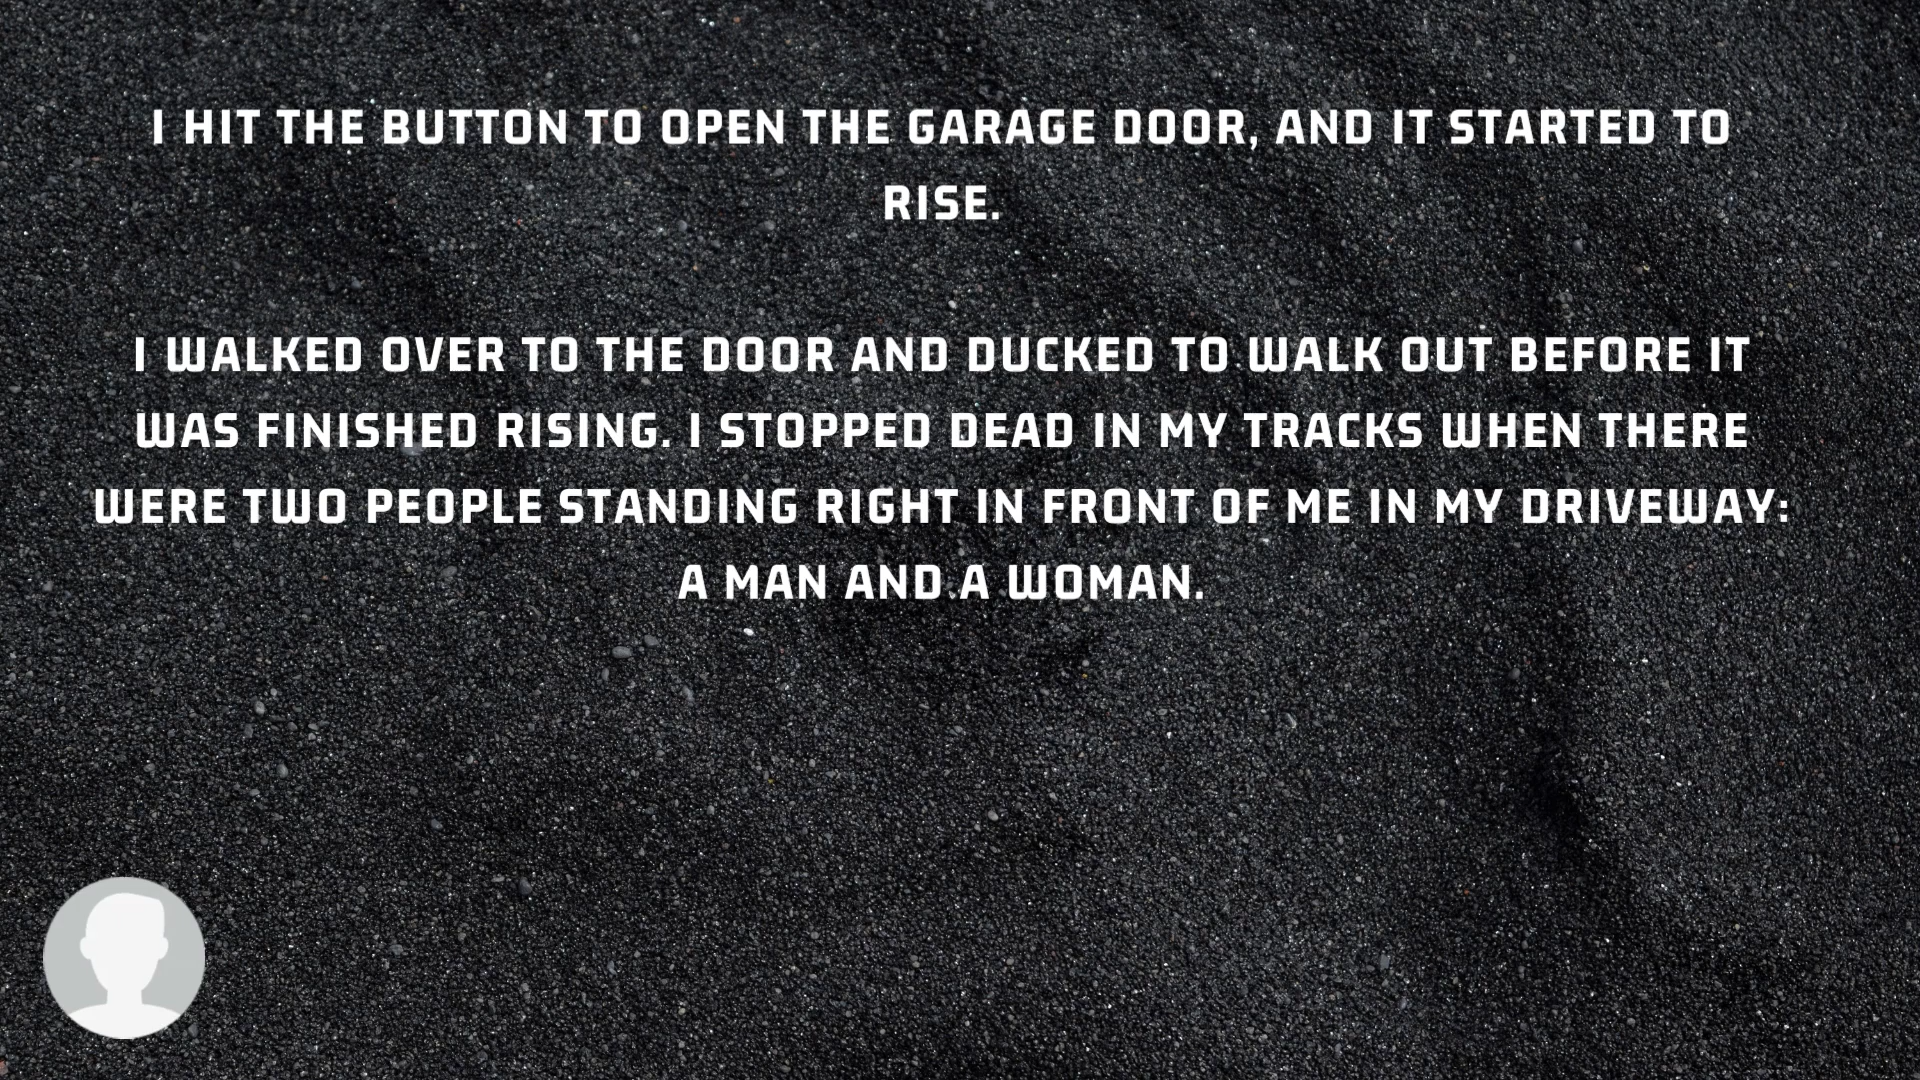 I HIT THE BUTTON TO OPEN THE GARAGE DOOR, AND IT STARTED TO
RISE.
I WALKED OVER TO THE DOOR AND DUCKED TO WALK OUT BEFORE IT
WAS FINISHED RISING. I STOPPED DEAD IN MY TRACKS WHEN THERE
WERE TWO PEOPLE STANDING RIGHT IN FRONT OF ME IN MY DRIVEWAY:
A MAN AND A WOMAN.